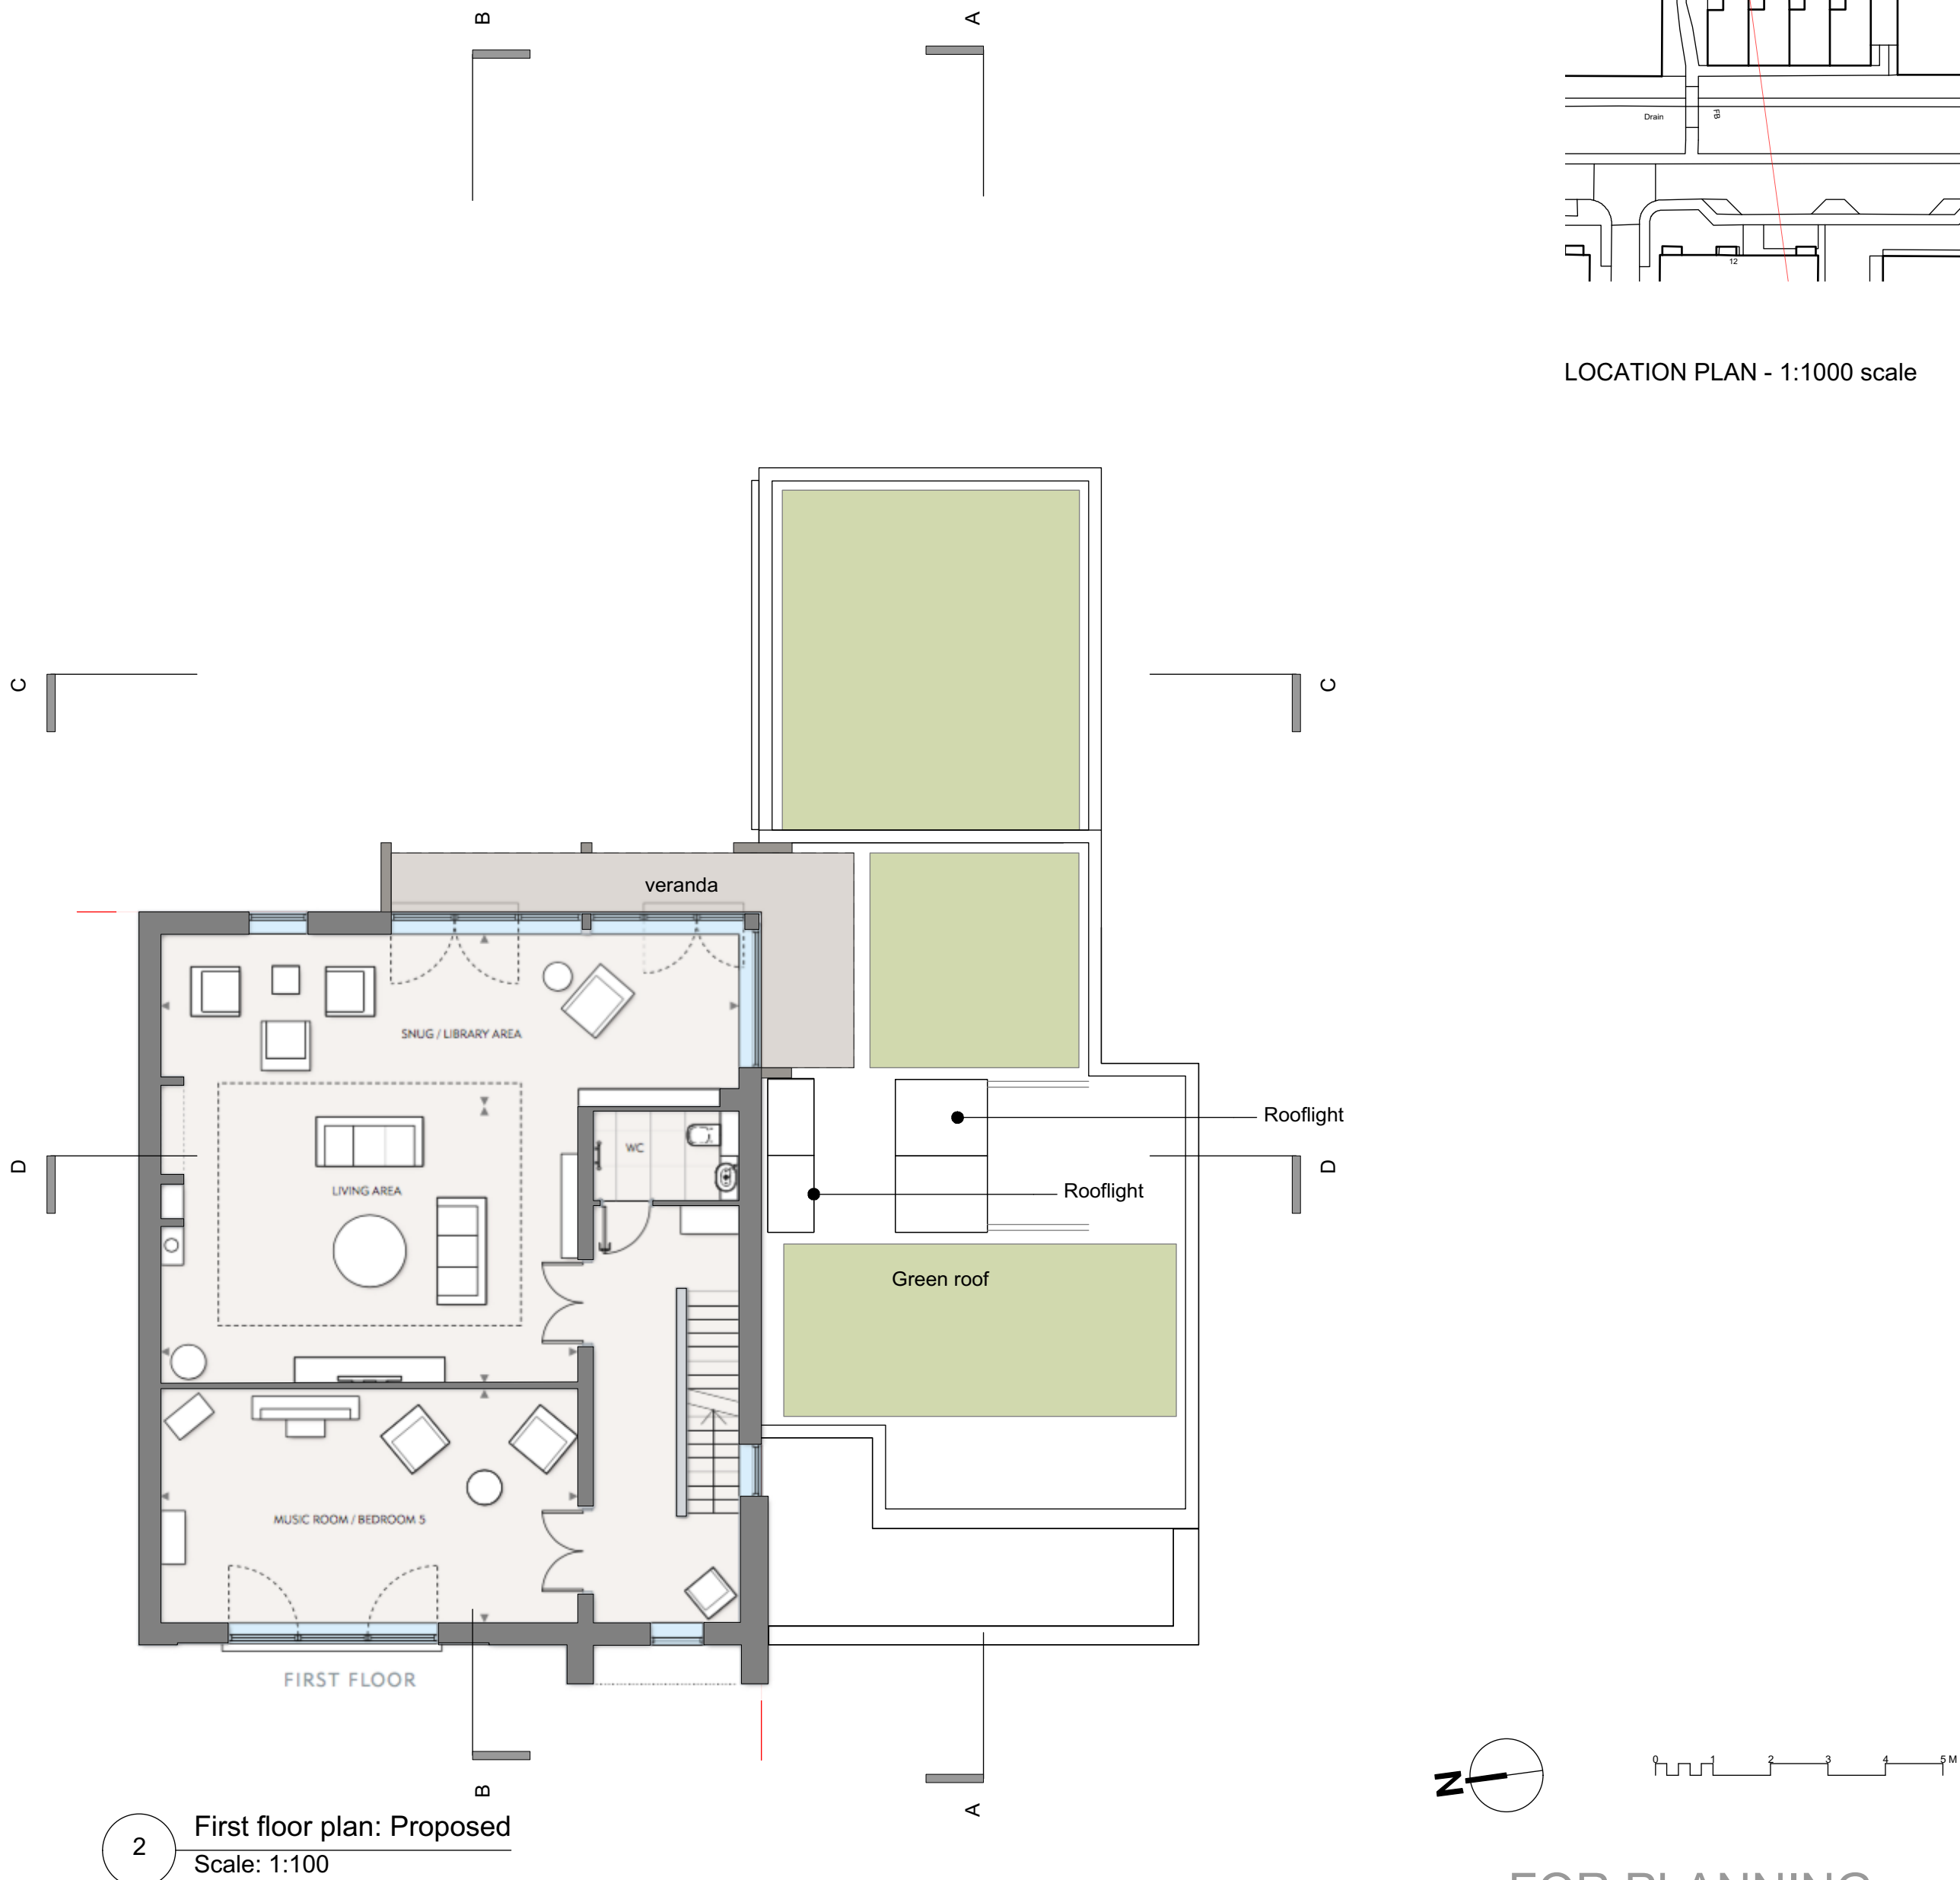 B
A
Drain
FB
12
LOCATION PLAN - 1:1000 scale
C
C
veranda
SNUG / LIBRARY AREA
Rooflight
WC
D
D
LIVING AREA
Rooflight
Green roof
MUSIC ROOM / BEDROOM 5
FIRST FLOOR
N
0 1 2 3 4 5 M
B
A
2
First floor plan: Proposed
Scale: 1:100
FOR PLANNING